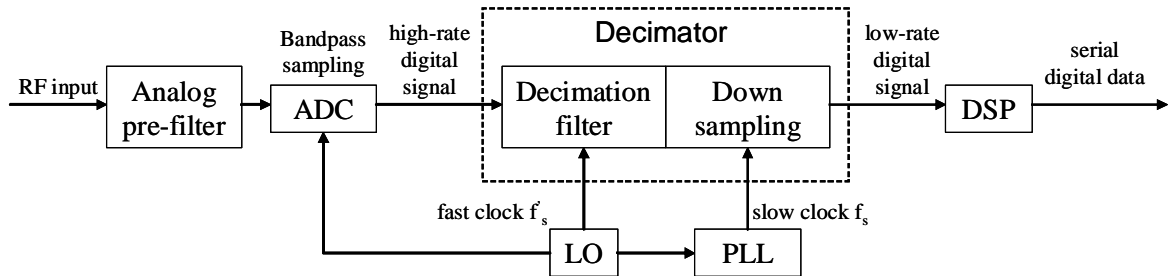 Decimator
Bandpass
sampling
high-rate
digital
signal
low-rate
digital
signal
serial
digital data
RF input
Analog
pre-filter
ADC
Decimation
filter
Down
sampling
DSP
fast clock f's
slow clock fs
LO
PLL